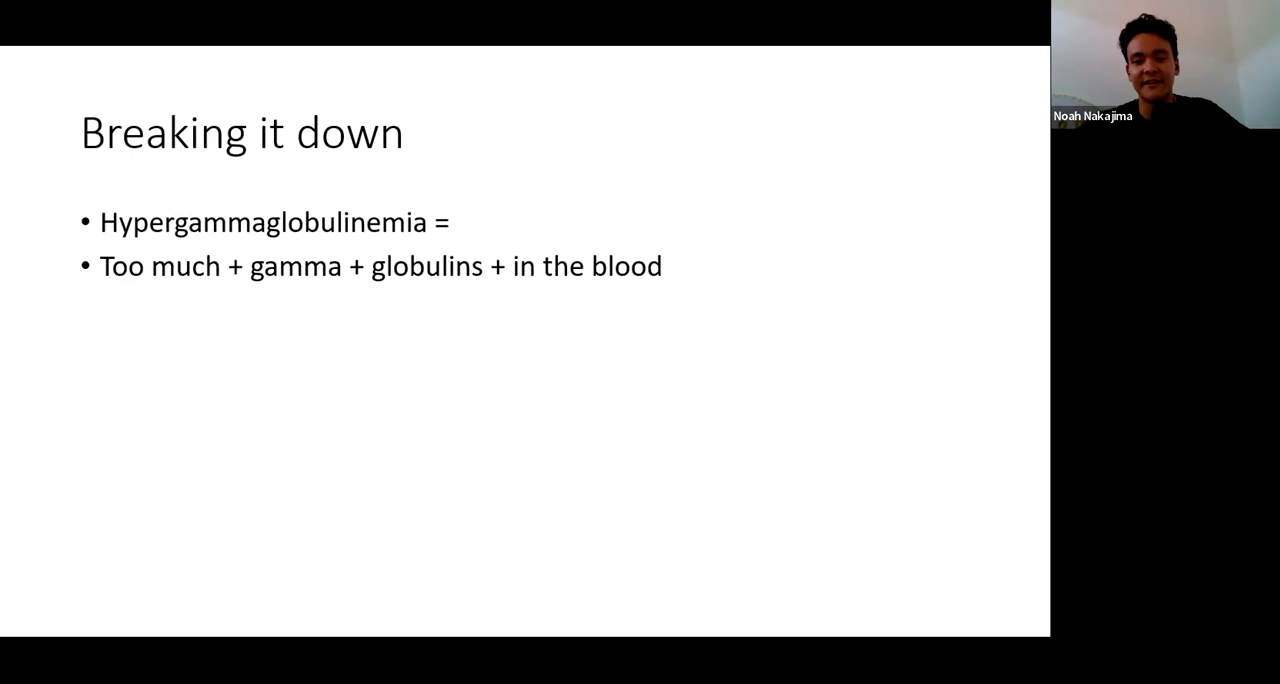 Breaking it down
• Hypergammaglobulinemia =
• Too much + gamma + globulins + in the blood
Noah Nakajima